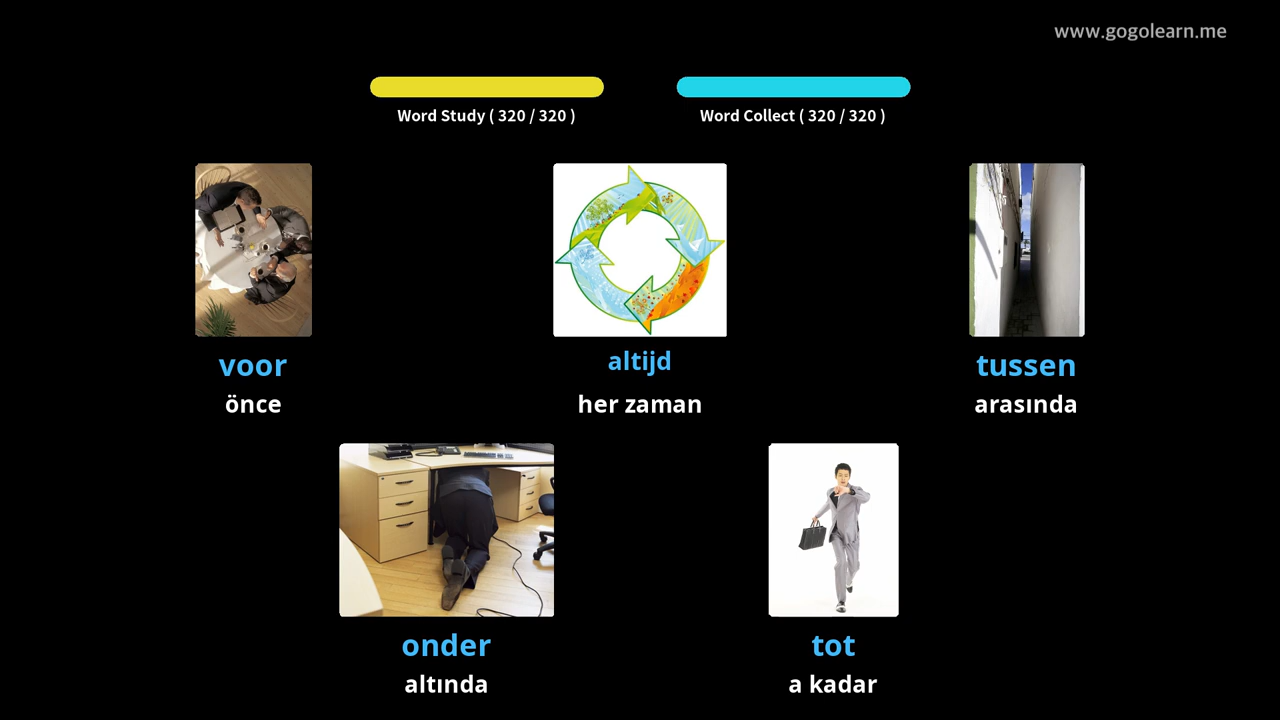 www.gogolearn.me
Word Study ( 320 / 320 )
Word Collect ( 320 / 320 )
voor
altijd
tussen
önce
her zaman
arasında
onder
tot
altında
a kadar